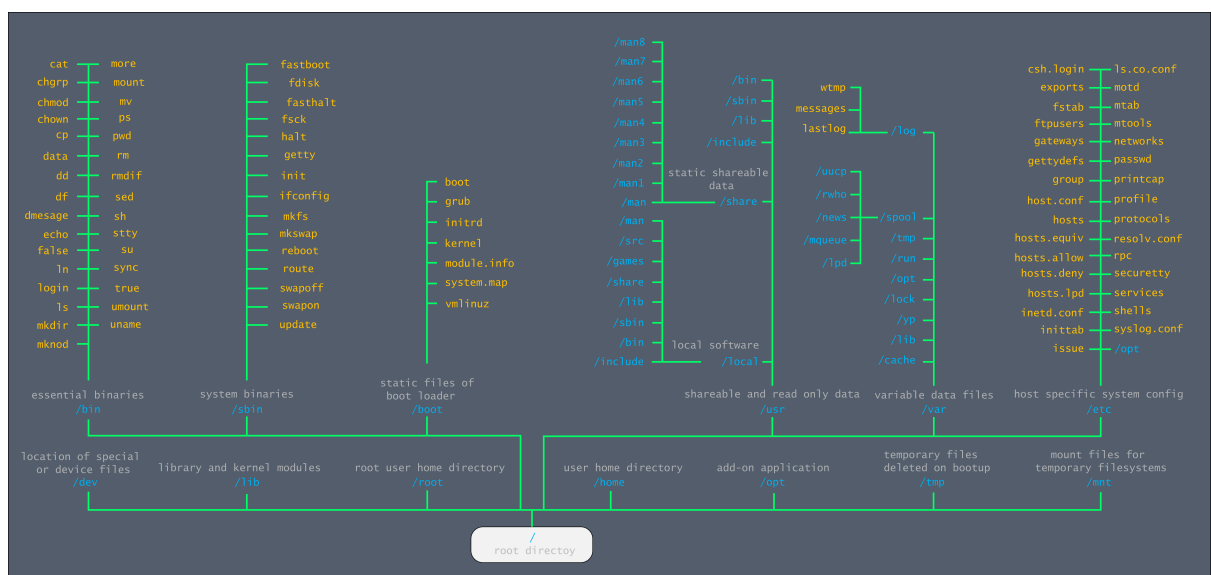 cat
chgrp
chmod
chown
cp
data
dd
df
dmesage
echo
false
ln
login
ls
mkdir
mknod
more
mount
mv
ps
pwd
rm
rmdif
sed
sh
stty
su
sync
true
umount
uname
essential binaries
/bin
fastboot
fdisk
fasthalt
fsck
halt
getty
init
ifconfig
mkfs
mkswap
reboot
route
swapoff
swapon
update
system binaries
/sbin
boot
grub
initrd
kernel
module.info
system.map
vmlinuz
static files of
boot loader
/boot
/man8
/man7
/man6
/man5
/man4
/man3
/man2
/man1
/man
/man
/src
/games
/share
/lib
/sbin
/bin
/include
/bin
/sbin
/lib
/include
static shareable
data
/share
local software
/local
shareable and read only data
/usr
wtmp
messages
lastlog
/log
/uucp
/rwho
/news
/mqueue
/lpd
/spool
/tmp
/run
/opt
/lock
/yp
/lib
/cache
variable data files
/var
csh.login
exports
fstab
ftpusers
gateways
gettydefs
group
host.conf
hosts
hosts.equiv
hosts.allow
hosts.deny
hosts.lpd
inetd.conf
inittab
issue
ls.co.conf
motd
mtab
mtools
networks
passwd
printcap
profile
protocols
resolv.conf
rpc
securetty
services
shells
syslog.conf
/opt
host specific system config
/etc
location of special
or device files
/dev
library and kernel modules
/lib
root user home directory
/root
user home directory
/home
add-on application
/opt
temporary files
deleted on bootup
/tmp
mount files for
temporary filesystems
/mnt
/
root directoy